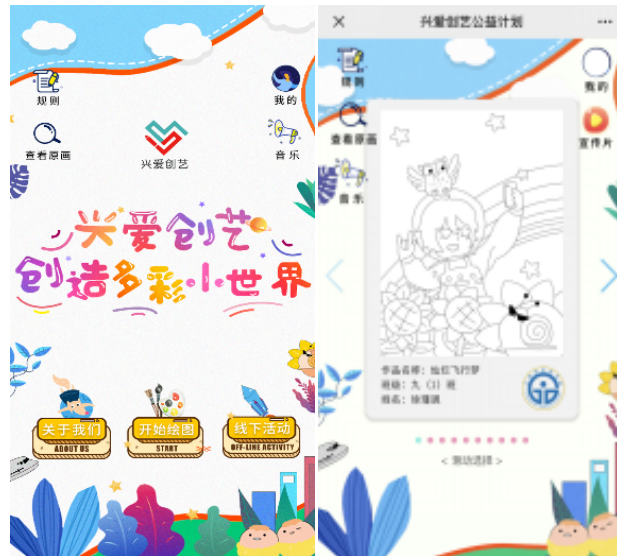 规则
我的
查看原画
兴爱创艺
音乐
兴爱创艺
创造多彩小世界
关于我们
ADOUT US
开始绘图
START
线下活动
OFF-LINE ACTIVITY
兴爱创艺公益计划
规则
我的
查看原画
宣传片
音乐
作品名称：
班级：九（1）班
姓名：
< 滑动选择 >